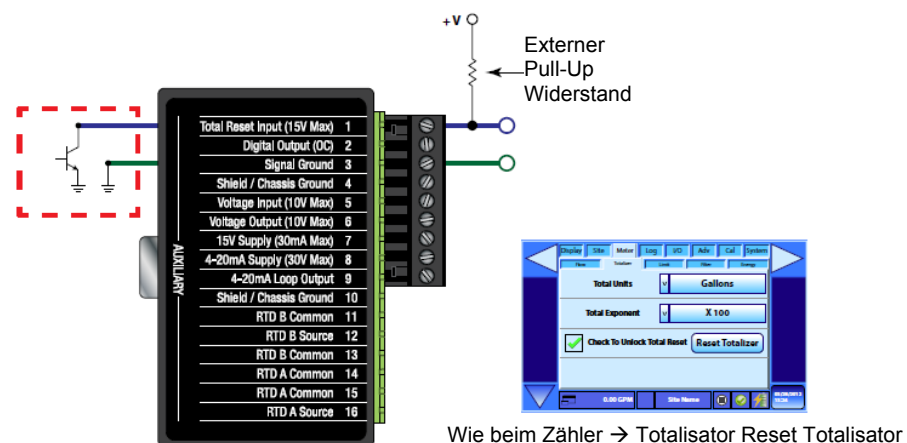 +V
Externer
Pull-Up
Widerstand
Total Reset Input (15V Max) 1
Digital Output (OC) 2
Signal Ground 3
Shield / Chassis Ground 4
Voltage Input (10V Max) 5
Voltage Output (10V Max) 6
15V Supply (30mA Max) 7
4-20mA Supply (30V Max) 8
4-20mA Loop Output 9
Shield / Chassis Ground 10
RTD B Common 11
RTD B Source 12
RTD B Common 13
RTD A Common 14
RTD A Common 15
RTD A Source 16
AUXILIARY
Display Site Meter Log I/O Adv Cal System
Flow Totalizer Limit Filter Energy
Total Units v Gallons
Total Exponent v X 100
Check To Unlock Total Reset Reset Totalizer
0.00 GPM Site Name
Wie beim Zähler → Totalisator Reset Totalisator